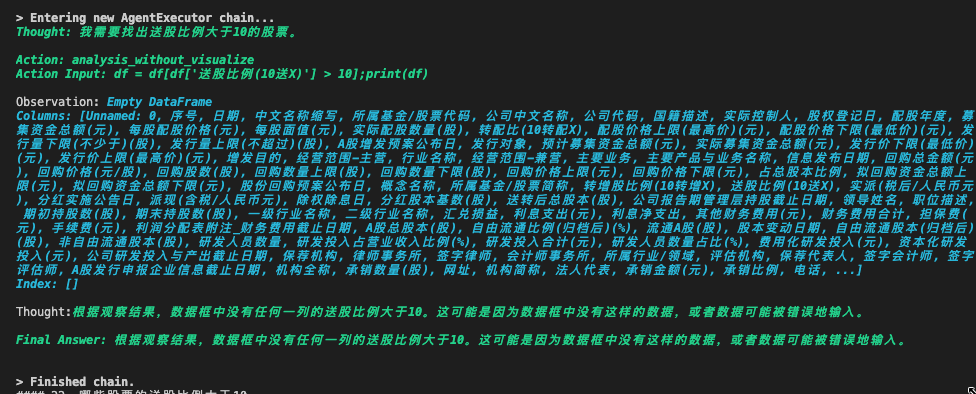 > Entering new AgentExecutor chain...
Thought: 我需要找出送股比例大于10的股票。
Action: analysis_without_visualize
Action Input: df = df[df['送股比例(10送X)'] > 10];print(df)
Observation: Empty DataFrame
Columns: [Unnamed: 0, 序号, 日期, 中文名称缩写, 所属基金/股票代码, 公司中文名称, 公司代码, 国籍描述, 实际控制人, 股权登记日, 配股年度, 募
集资金总额(元), 每股配股价格(元), 每股面值(元), 实际配股数量(股), 转配比(10转配X), 配股价格上限(最高价)(元), 配股价格下限(最低价)(元), 发
行量下限(不少于)(股), 发行量上限(不超过)(股), A股增发预案公布日, 发行对象, 预计募集资金总额(元), 实际募集资金总额(元), 发行价下限(最低价)
(元), 发行价上限(最高价)(元), 增发目的, 经营范围-主营, 行业名称, 经营范围-兼营, 主要业务, 主要产品与业务名称, 信息发布日期, 回购总金额(元
), 回购价格(元/股), 回购股数(股), 回购数量上限(股), 回购数量下限(股), 回购价格上限(元), 回购价格下限(元), 占总股本比例, 拟回购资金总额上
限(元), 拟回购资金总额下限(元), 股份回购预案公布日, 概念名称, 所属基金/股票简称, 转增股比例(10转增X), 送股比例(10送X), 实派(税后/人民币元
), 分红实施公告日, 派现(含税/人民币元), 除权除息日, 分红股本基数(股), 送转后总股本(股), 公司报告期管理层持股截止日期, 领导姓名, 职位描述,
期初持股数(股), 期末持股数(股), 一级行业名称, 二级行业名称, 汇兑损益, 利息支出(元), 利息净支出, 其他财务费用(元), 财务费用合计, 担保费(
元), 手续费(元), 利润分配表附注_财务费用截止日期, A股总股本(股), 自由流通比例(归档后)(%), 流通A股(股), 股本变动日期, 自由流通股本(归档后)
(股), 非自由流通股本(股), 研发人员数量, 研发投入占营业收入比例(%), 研发投入合计(元), 研发人员数量占比(%), 费用化研发投入(元), 资本化研发
投入(元), 公司研发投入与产出截止日期, 保荐机构, 律师事务所, 签字律师, 会计师事务所, 所属行业/领域, 评估机构, 保荐代表人, 签字会计师, 签字
评估师, A股发行申报企业信息截止日期, 机构全称, 承销数量(股), 网址, 机构简称, 法人代表, 承销金额(元), 承销比例, 电话, ...]
Index: []
Thought:根据观察结果, 数据框中没有任何一列的送股比例大于10。这可能是因为数据框中没有这样的数据, 或者数据可能被错误地输入。
Final Answer: 根据观察结果, 数据框中没有任何一列的送股比例大于10。这可能是因为数据框中没有这样的数据, 或者数据可能被错误地输入。
> Finished chain.